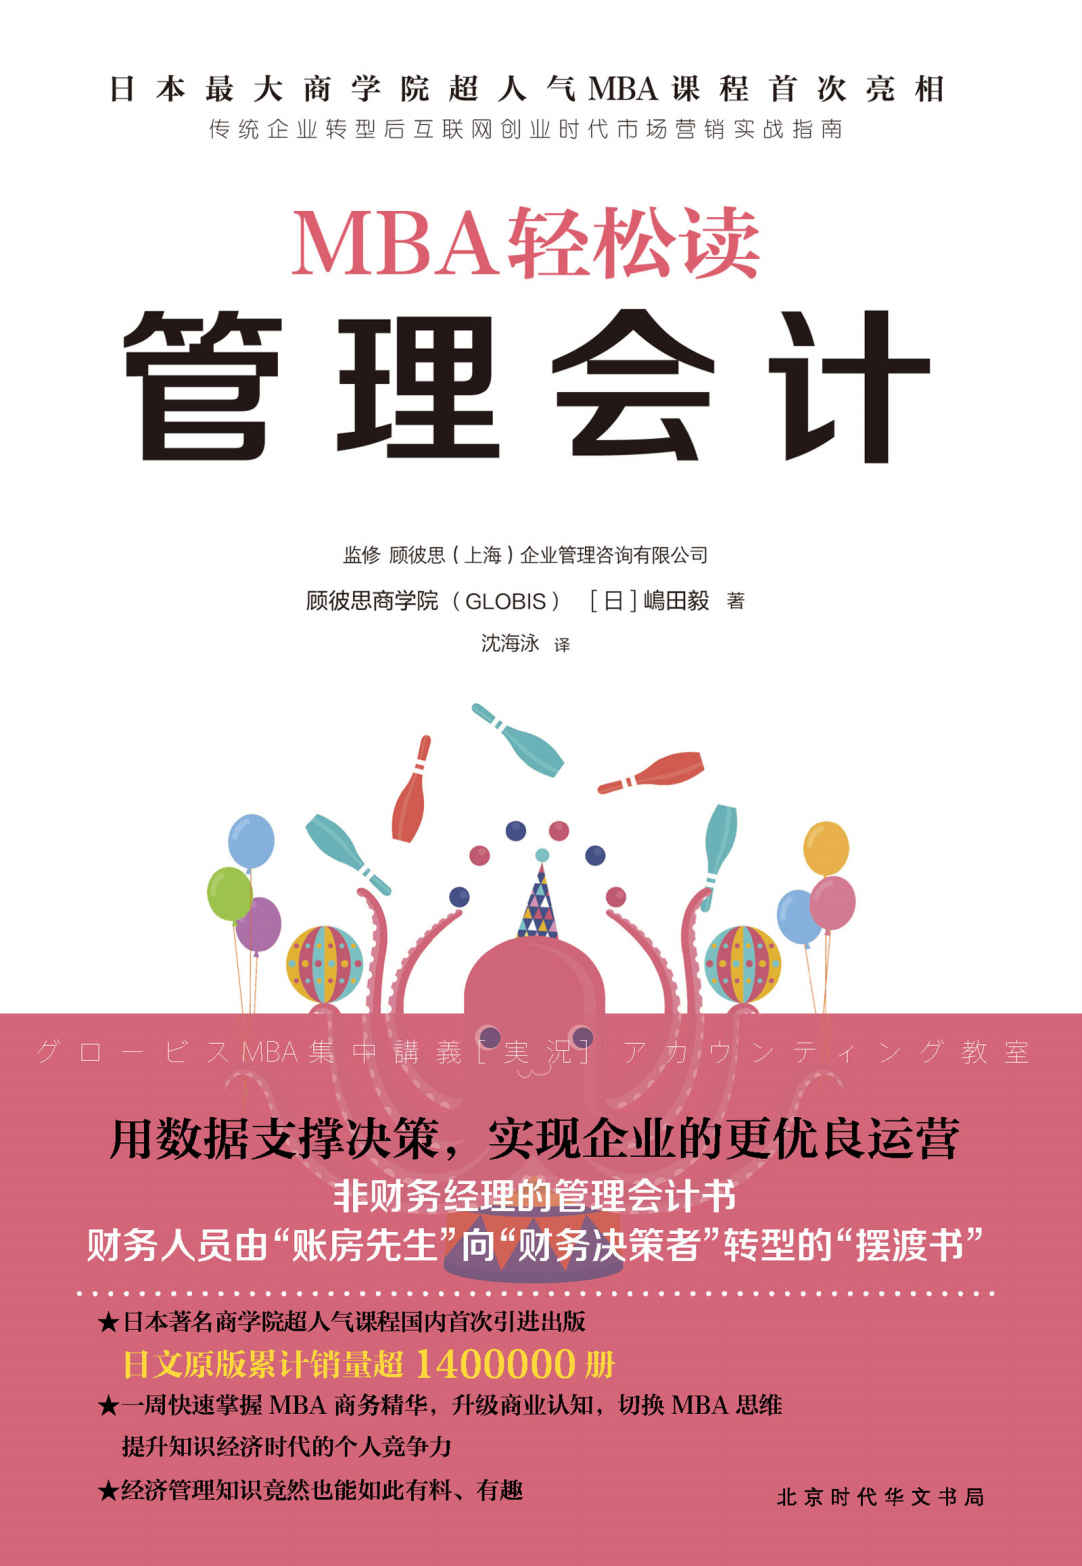 日本最大商学院超人气MBA课程首次亮相
传统企业转型后互联网创业时代市场营销实战指南
MBA轻松读
管理会计
监修 顾彼思（上海）企业管理咨询有限公司
顾彼思商学院（GLOBIS） ［日］嶋田毅 著
沈海泳 译
グロービスMBA集中講義［実況］アカウンティング教室
用数据支撑决策，实现企业的更优良运营
非财务经理的管理会计书
财务人员由“账房先生”向“财务决策者”转型的“摆渡书”
★日本著名商学院超人气课程国内首次引进出版
日文原版累计销量超 1400000 册
★一周快速掌握 MBA 商务精华，升级商业认知，切换 MBA 思维
提升知识经济时代的个人竞争力
★经济管理知识竟然也能如此有料、有趣
北京时代华文书局